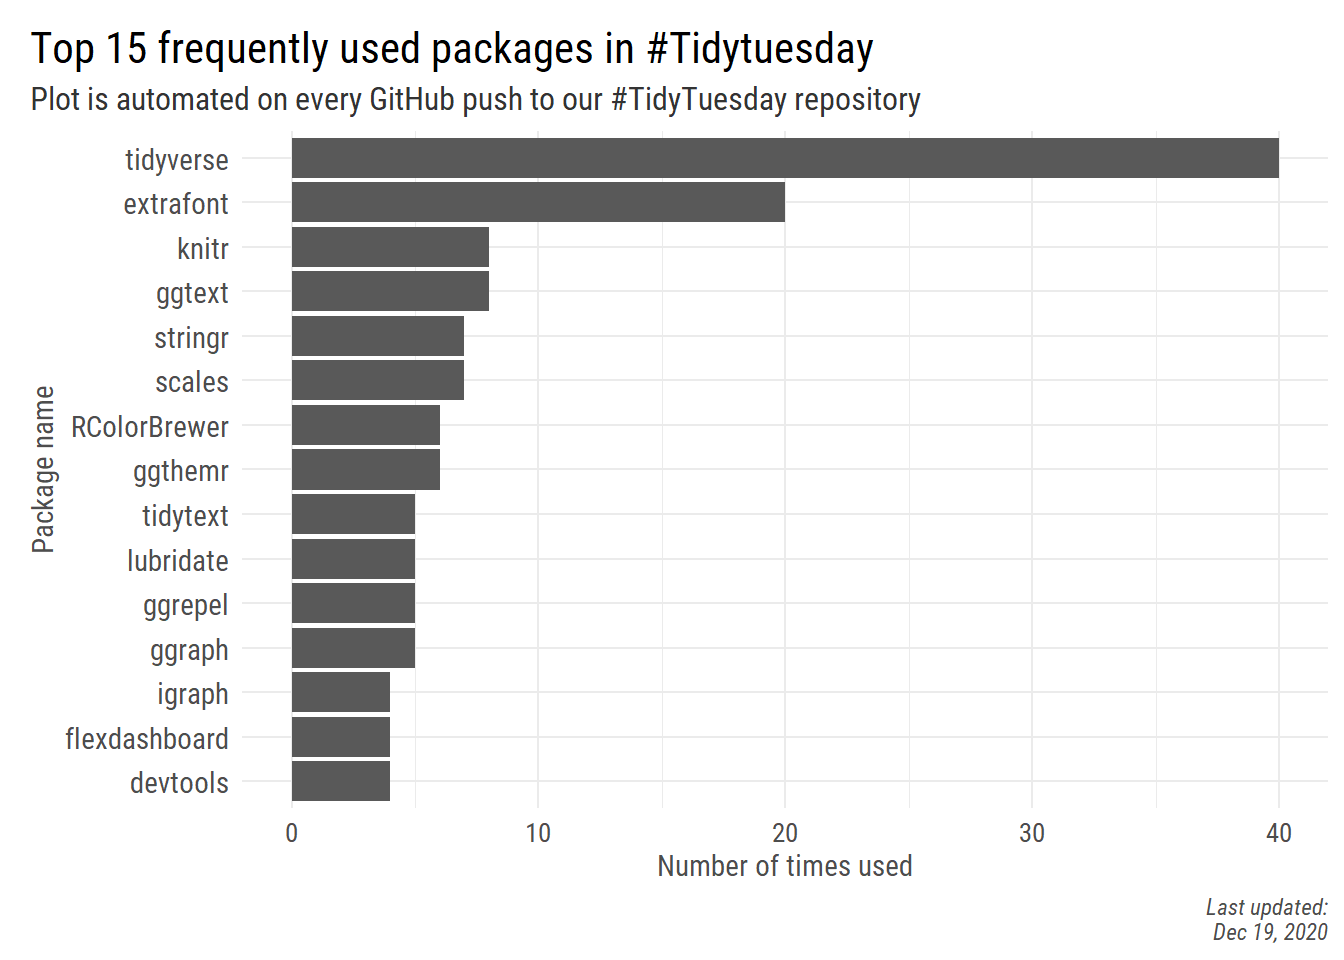 Top 15 frequently used packages in #Tidytuesday
Plot is automated on every GitHub push to our #TidyTuesday repository
Package name
tidyverse
extrafont
knitr
ggtext
stringr
scales
RColorBrewer
ggthemr
tidytext
lubridate
ggrepel
ggraph
igraph
flexdashboard
devtools
0 10 20 30 40
Number of times used
Last updated:
Dec 19, 2020